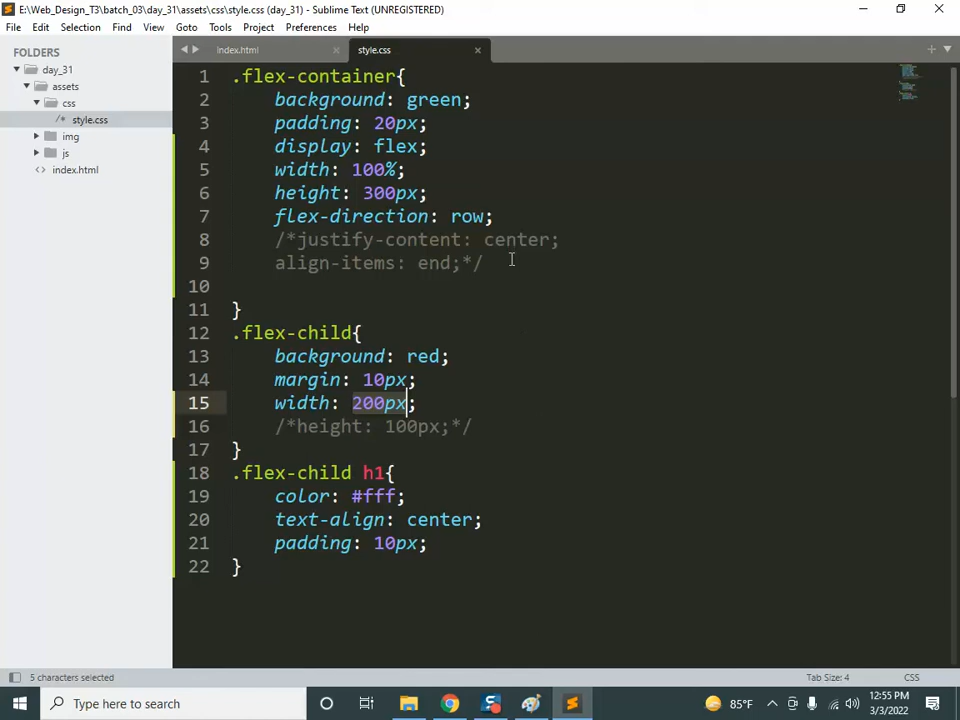 E:\Web_Design_T3\batch_03\day_31\assets\css\style.css (day_31) - Sublime Text (UNREGISTERED)
File Edit Selection Find View Goto Tools Project Preferences Help
FOLDERS
day_31
assets
css
style.css
img
js
index.html
index.html style.css
1 .flex-container{
2 background: green;
3 padding: 20px;
4 display: flex;
5 width: 100%;
6 height: 300px;
7 flex-direction: row;
8 /*justify-content: center;
9 align-items: end;*/
10
11 }
12 .flex-child{
13 background: red;
14 margin: 10px;
15 width: 200px;
16 /*height: 100px;*/
17 }
18 .flex-child h1{
19 color: #fff;
20 text-align: center;
21 padding: 10px;
22 }
5 characters selected Tab Size: 4 CSS
Type here to search
85°F
12:55 PM
3/3/2022